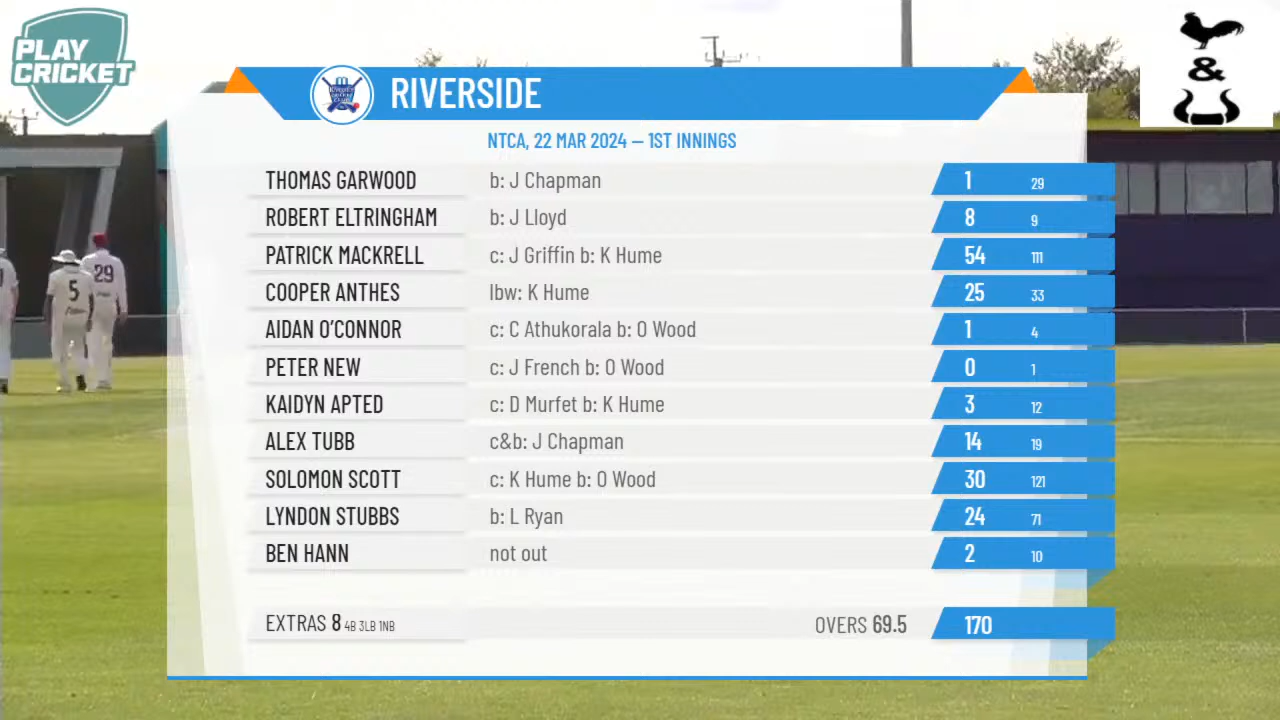 PLAY
CRICKET
&
RIVERSIDE
NTCA, 22 MAR 2024 – 1ST INNINGS
THOMAS GARWOOD b: J Chapman 1 29
ROBERT ELTRINGHAM b: J Lloyd 8 9
PATRICK MACKRELL c: J Griffin b: K Hume 54 111
COOPER ANTHES lbw: K Hume 25 33
AIDAN O'CONNOR c: C Athukorala b: O Wood 1 4
PETER NEW c: J French b: O Wood 0 1
KAIDYN APTED c: D Murfet b: K Hume 3 12
ALEX TUBB c&b: J Chapman 14 19
SOLOMON SCOTT c: K Hume b: O Wood 30 121
LYNDON STUBBS b: L Ryan 24 71
BEN HANN not out 2 10
EXTRAS 8 4B 3LB 1NB OVERS 69.5 170
5
29